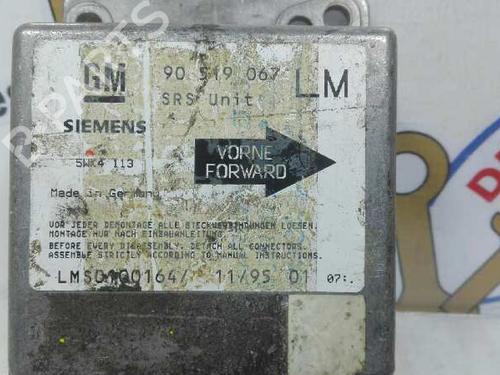 GM
90 519 067
LM
SRS Unit
SIEMENS
5WK4 113
VORNE
FORWARD
Made in Germany
VOR JEDER DEMONTAGE ALLE STECKVERBINDUNGEN LOESEN.
MONTAGE NUR NACH EINBAUANLEITUNG.
BEFORE EVERY DISASSEMBLY, DETACH ALL CONNECTORS.
ASSEMBLE STRICTLY ACCORDING TO MANUAL INSTRUCTIONS.
11/95 01
07:.